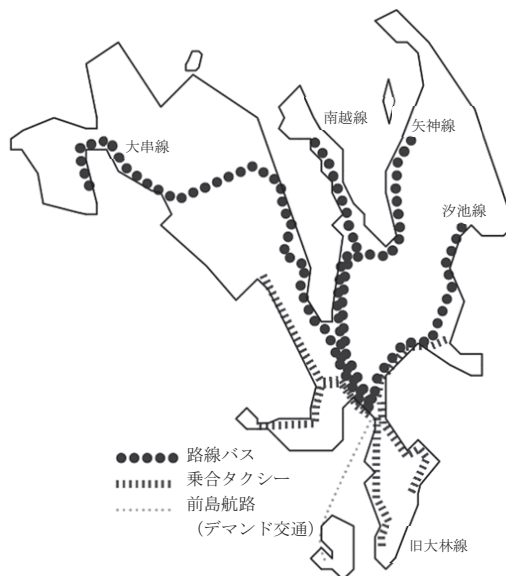 南越線
矢神線
大串線
汐池線
路線バス
乗合タクシー
前島航路
（デマンド交通）
旧大林線